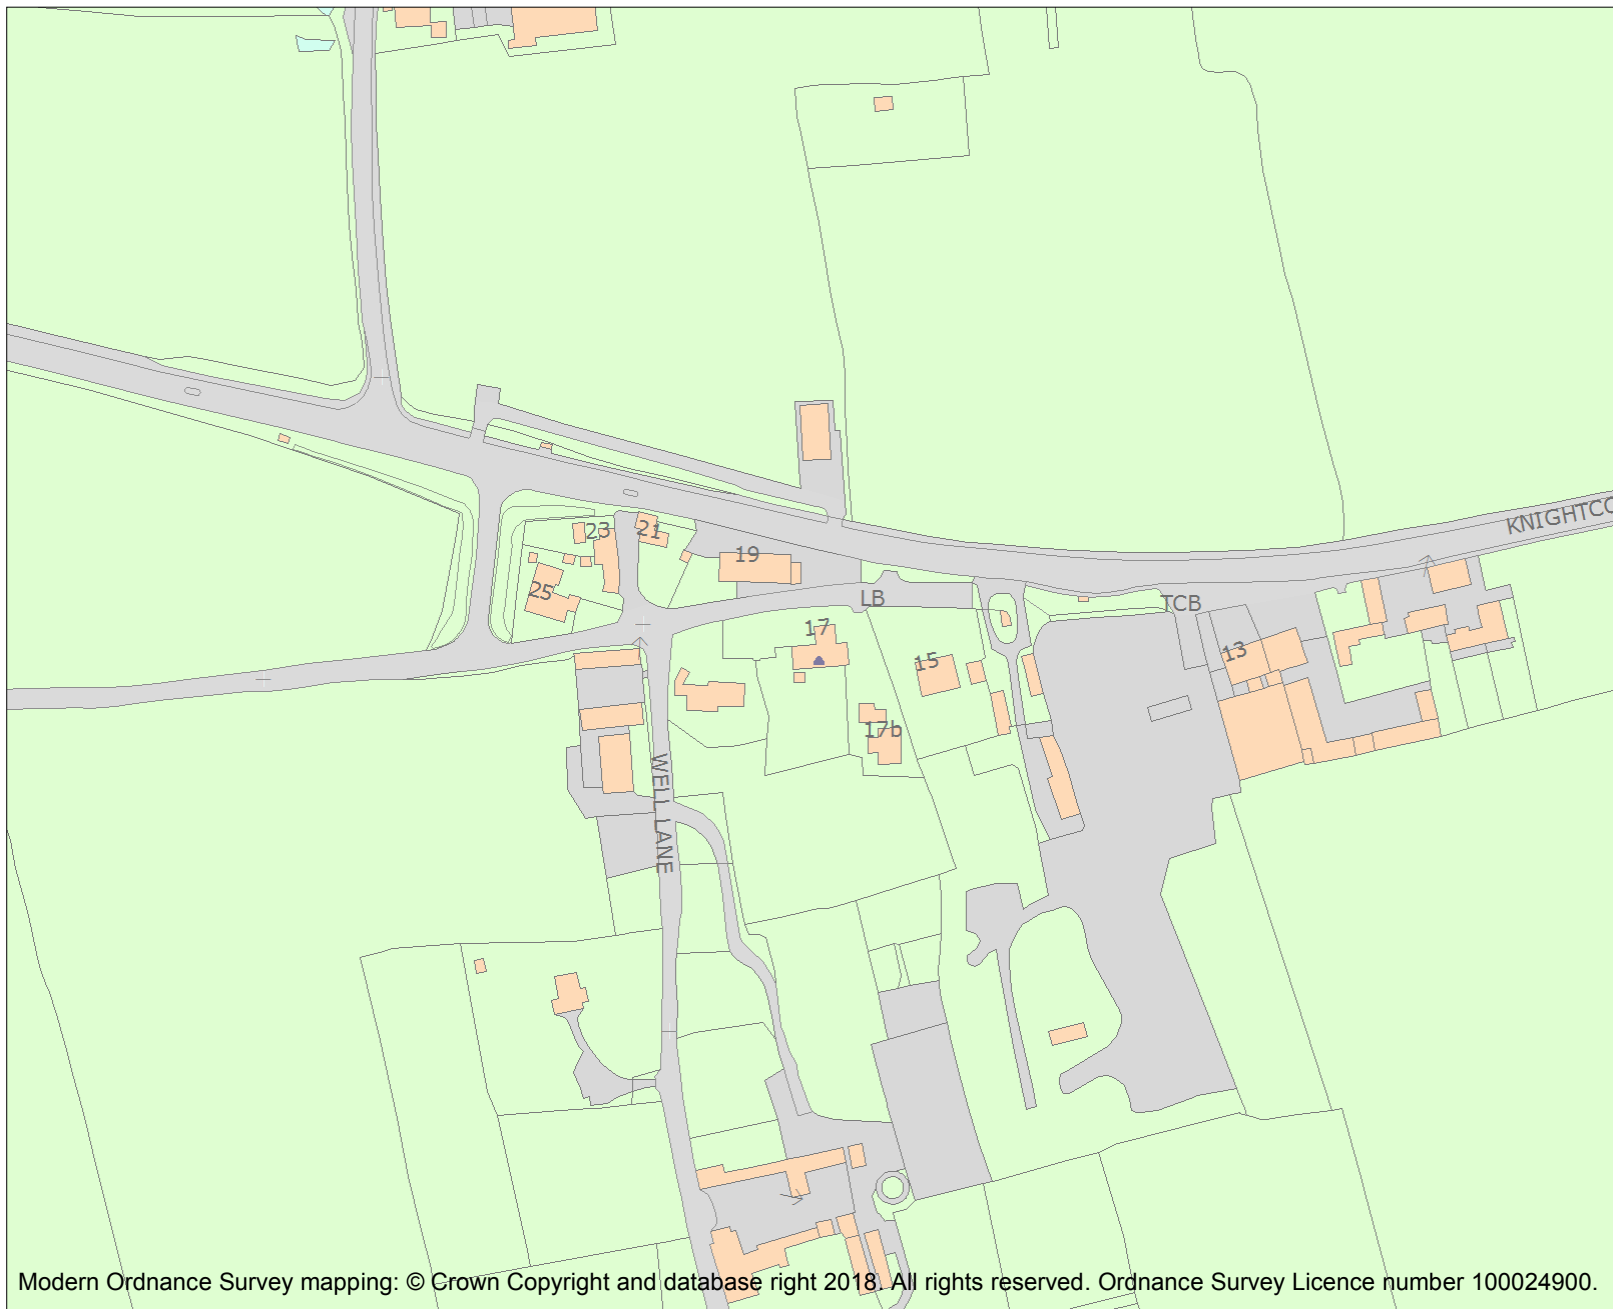 KNIGHTCO
23
21
19
25
LB
TCB
17
15
13
17b
WELL LANE
Modern Ordnance Survey mapping: © Crown Copyright and database right 2018. All rights reserved. Ordnance Survey Licence number 100024900.